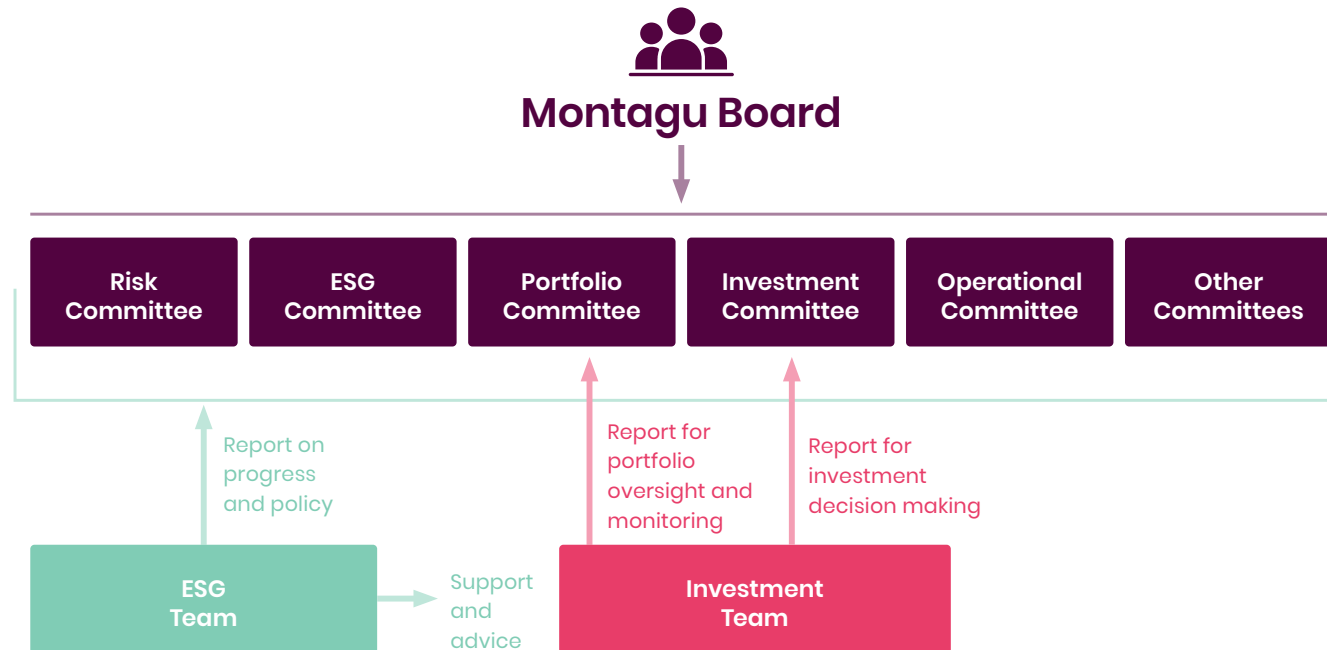 Montagu Board
Risk
Committee
ESG
Committee
Portfolio
Committee
Investment
Committee
Operational
Committee
Other
Committees
Report on
progress
and policy
Report for
portfolio
oversight and
monitoring
Report for
investment
decision making
ESG
Team
Support
and
advice
Investment
Team